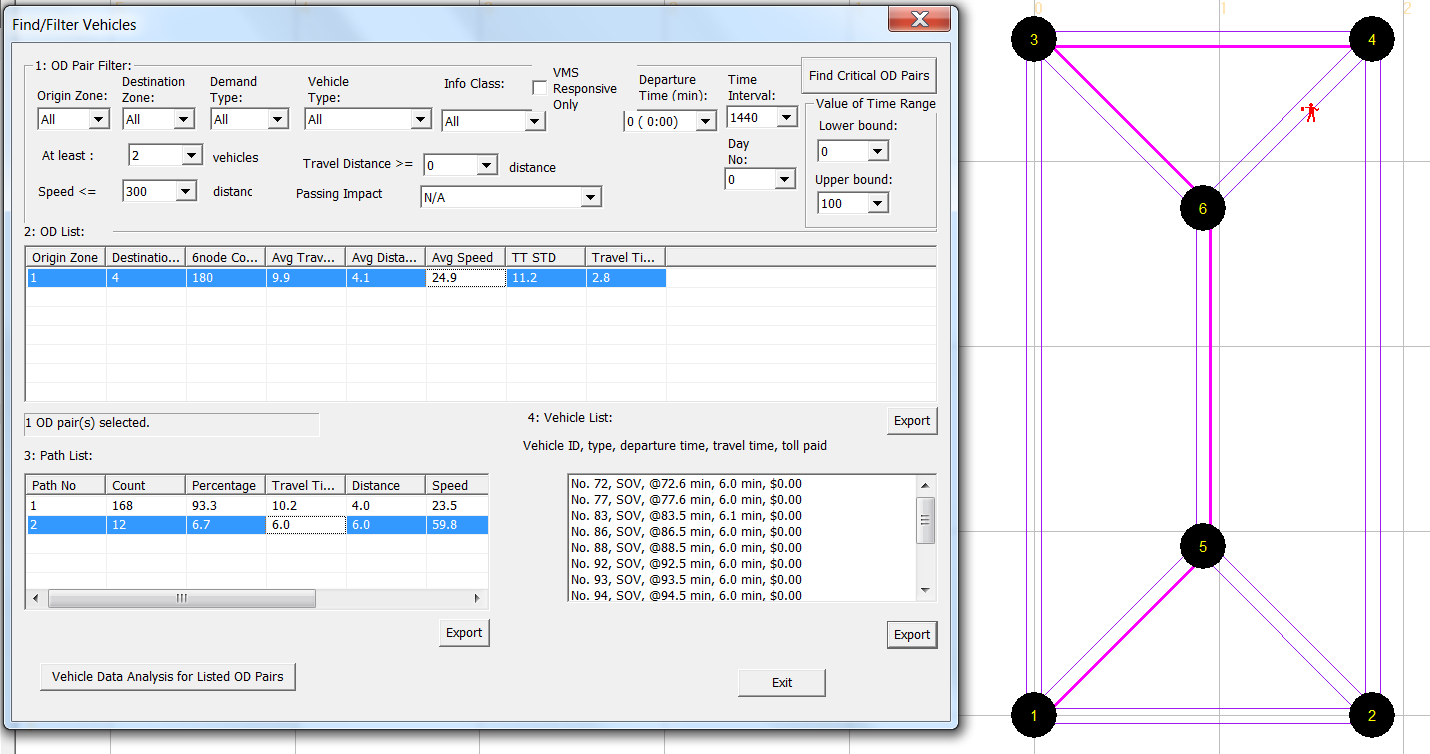 Find/Filter Vehicles
1: OD Pair Filter:
Origin Zone:
All
Destination
Zone:
All
Demand
Type:
All
Vehicle
Type:
All
Info Class:
All
VMS
Responsive
Only
Departure
Time (min):
0 ( 0:00)
Time
Interval:
1440
Find Critical OD Pairs
Value of Time Range
Lower bound:
0
Upper bound:
100
At least :
2
vehicles
Travel Distance >=
0
distance
Day
No:
0
Speed <=
300
distanc
Passing Impact
N/A
2: OD List:
Origin Zone Destinatio... 6node Co... Avg Trav... Avg Dista... Avg Speed TT STD Travel Ti...
1 4 180 9.9 4.1 24.9 11.2 2.8
1 OD pair(s) selected.
4: Vehicle List:
Export
Vehicle ID, type, departure time, travel time, toll paid
3: Path List:
Path No Count Percentage Travel Ti... Distance Speed
1 168 93.3 10.2 4.0 23.5
2 12 6.7 6.0 6.0 59.8
No. 72, SOV, @72.6 min, 6.0 min, $0.00
No. 77, SOV, @77.6 min, 6.0 min, $0.00
No. 83, SOV, @83.5 min, 6.1 min, $0.00
No. 86, SOV, @86.5 min, 6.0 min, $0.00
No. 88, SOV, @88.5 min, 6.0 min, $0.00
No. 92, SOV, @92.5 min, 6.0 min, $0.00
No. 93, SOV, @93.5 min, 6.0 min, $0.00
No. 94, SOV, @94.5 min, 6.0 min, $0.00
Export
Export
Vehicle Data Analysis for Listed OD Pairs
Exit
0 1 2
3 4
6
5
1 2